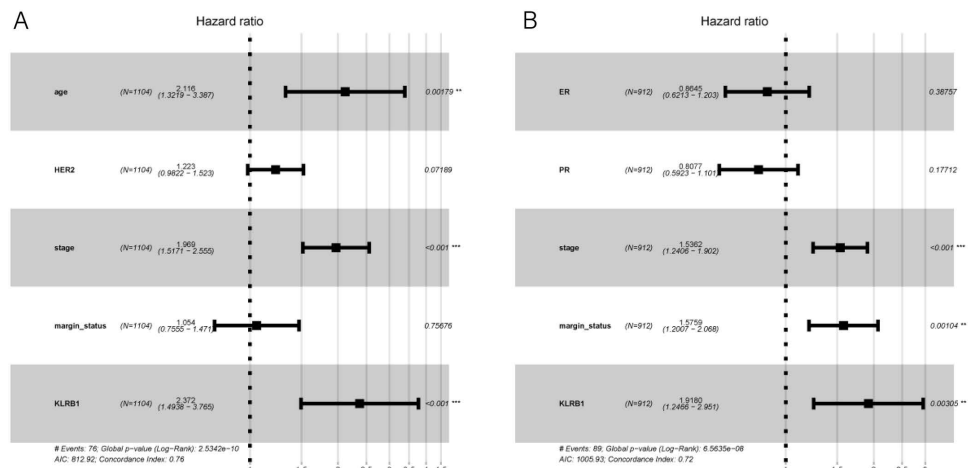 A
Hazard ratio
age (N=1104) 2.116 (1.3219 − 3.387) 0.00179 **
HER2 (N=1104) 1.223 (0.9822 − 1.523) 0.07189
stage (N=1104) 1.969 (1.5171 − 2.555) <0.001 ***
margin_status (N=1104) 1.054 (0.7555 − 1.471) 0.75676
KLRB1 (N=1104) 2.372 (1.4938 − 3.765) <0.001 ***
# Events: 76; Global p−value (Log−Rank): 2.5342e−10
AIC: 812.92; Concordance Index: 0.76
B
Hazard ratio
ER (N=912) 0.8645 (0.6213 − 1.203) 0.38757
PR (N=912) 0.8077 (0.5923 − 1.101) 0.17712
stage (N=912) 1.5362 (1.2406 − 1.902) <0.001 ***
margin_status (N=912) 1.5759 (1.2007 − 2.068) 0.00104 **
KLRB1 (N=912) 1.9180 (1.2466 − 2.951) 0.00305 **
# Events: 89; Global p−value (Log−Rank): 6.5635e−08
AIC: 1005.93; Concordance Index: 0.72